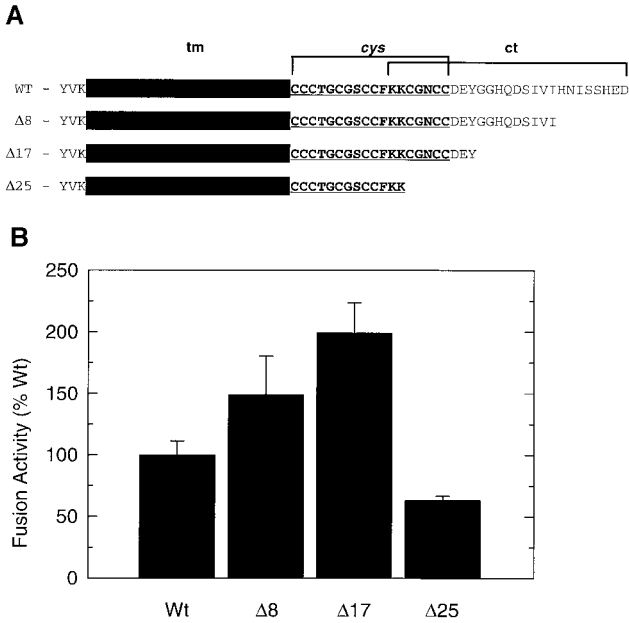 A
tm cys ct
WT - YVK CCCTGCGSCCFKKCGNCCDEYGGHQDSIVIHNISSHED
Δ8 - YVK CCCTGCGSCCFKKCGNCCDEYGGHQDSIVI
Δ17 - YVK CCCTGCGSCCFKKCGNCCDEY
Δ25 - YVK CCCTGCGSCCFKK
B
Fusion Activity (% Wt)
250
200
150
100
50
0
Wt Δ8 Δ17 Δ25